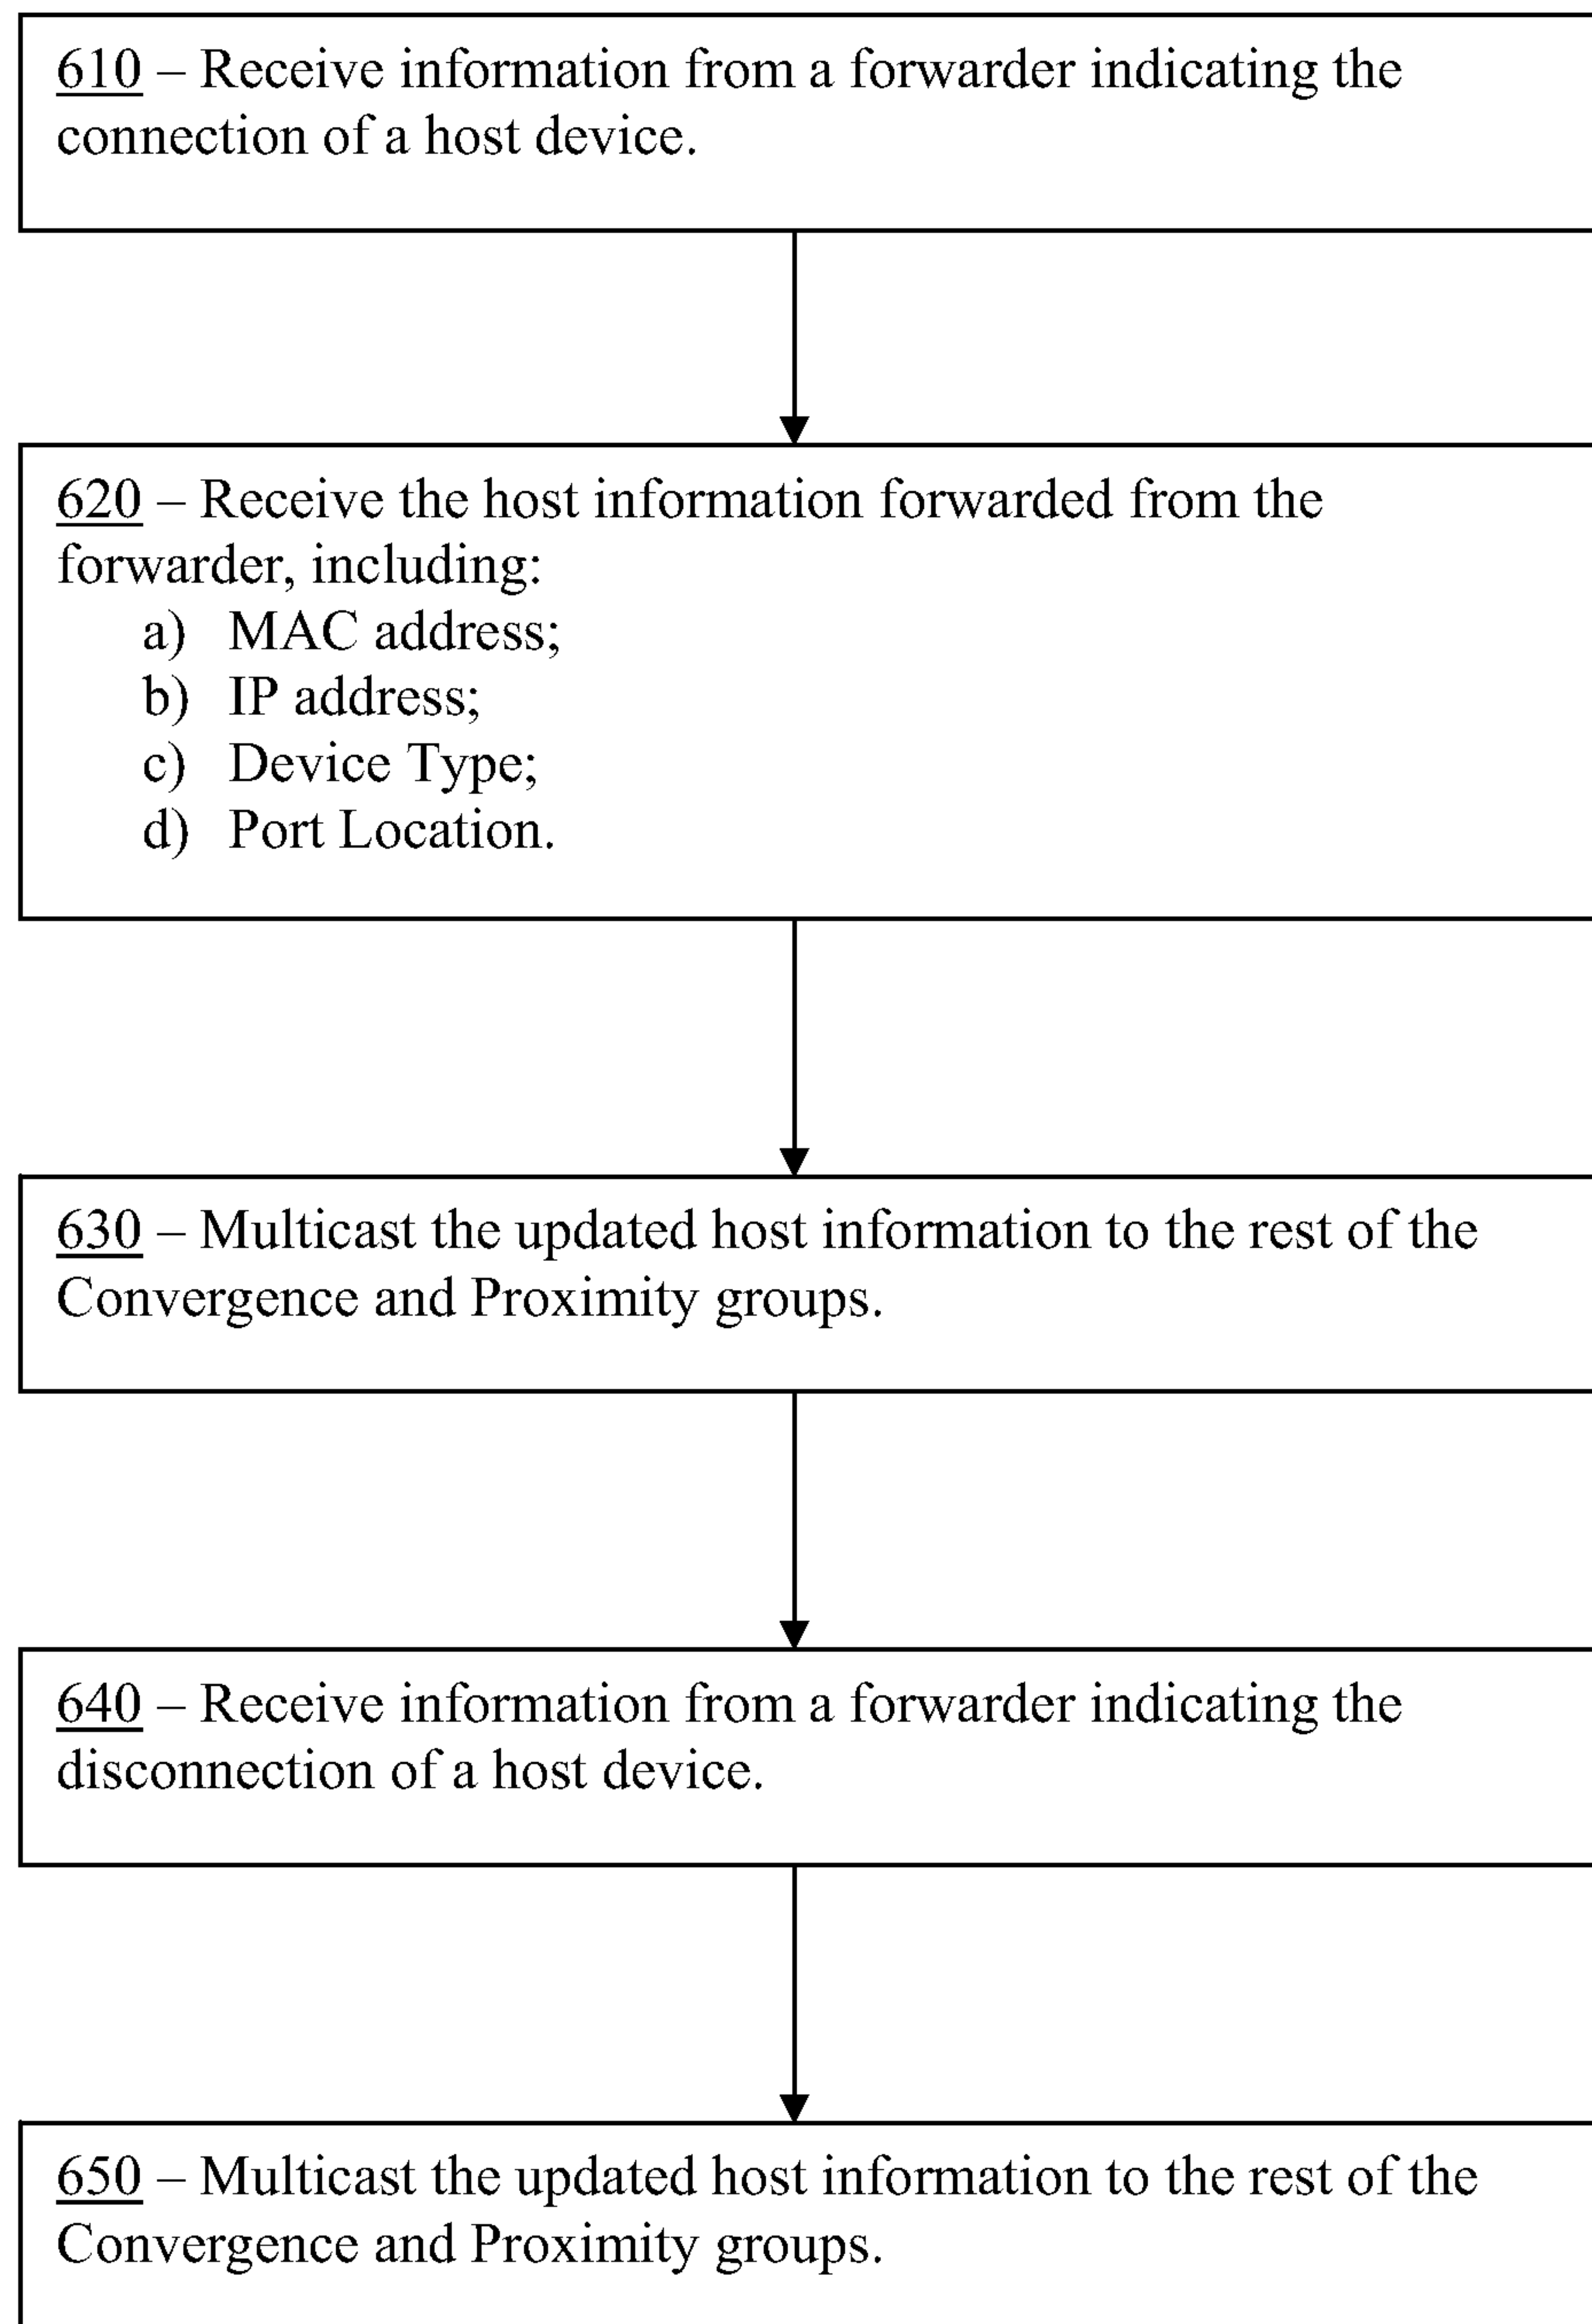 610 – Receive information from a forwarder indicating the
connection of a host device.
620 – Receive the host information forwarded from the
forwarder, including:
a) MAC address;
b) IP address;
c) Device Type;
d) Port Location.
630 – Multicast the updated host information to the rest of the
Convergence and Proximity groups.
640 – Receive information from a forwarder indicating the
disconnection of a host device.
650 – Multicast the updated host information to the rest of the
Convergence and Proximity groups.